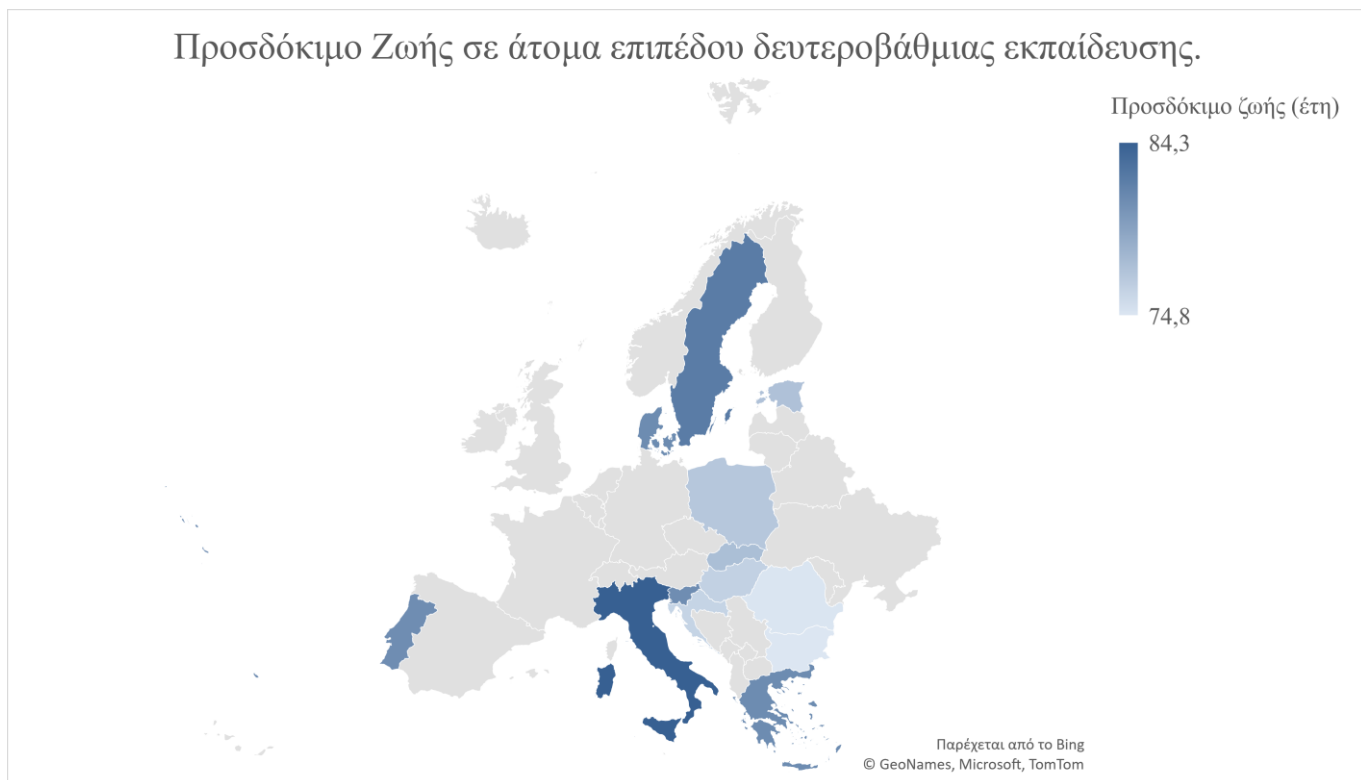 Προσδόκιμο Ζωής σε άτομα επιπέδου δευτεροβάθμιας εκπαίδευσης.
Προσδόκιμο ζωής (έτη)
84,3
74,8
Παρέχεται από το Bing
© GeoNames, Microsoft, TomTom